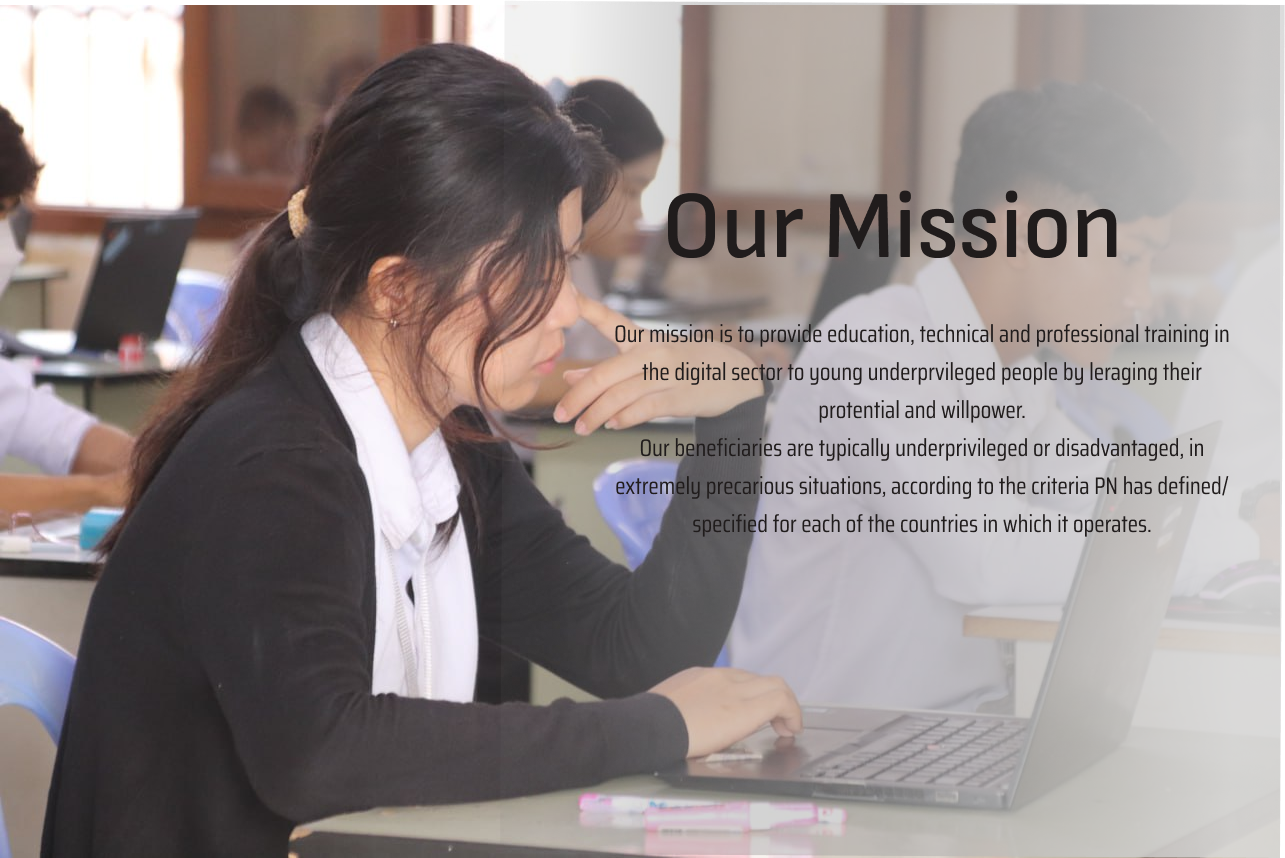 Our Mission
Our mission is to provide education, technical and professional training in
the digital sector to young underprvileged people by leraging their
protential and willpower.
Our beneficiaries are typically underprivileged or disadvantaged, in
extremely precarious situations, according to the criteria PN has defined/
specified for each of the countries in which it operates.